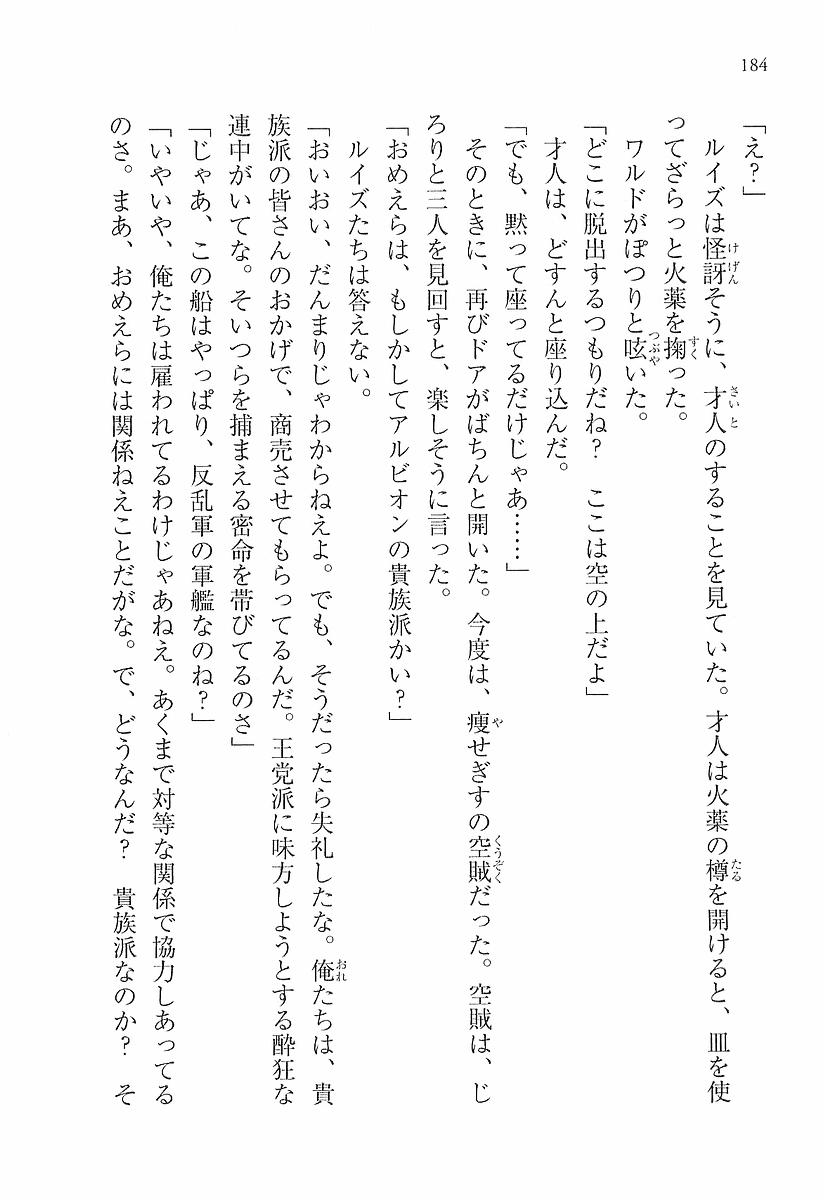 184
「え？」
　ルイズは怪訝そうに、才人のすることを見ていた。才人は火薬の樽を開けると、皿を使
ってざらっと火薬を掬った。
　ワルドがぽつりと呟いた。
「どこに脱出するつもりだね？　ここは空の上だよ」
　才人は、どすんと座り込んだ。
「でも、黙って座ってるだけじゃあ……」
　そのときに、再びドアがばちんと開いた。今度は、痩せぎすの空賊だった。空賊は、じ
ろりと三人を見回すと、楽しそうに言った。
「おめえらは、もしかしてアルビオンの貴族派かい？」
　ルイズたちは答えない。
「おいおい、だんまりじゃわからねえよ。でも、そうだったら失礼したな。俺たちは、貴
族派の皆さんのおかげで、商売させてもらってるんだ。王党派に味方しようとする酔狂な
連中がいてな。そいつらを捕まえる密命を帯びてるのさ」
「じゃあ、この船はやっぱり、反乱軍の軍艦なのね？」
「いやいや、俺たちは雇われてるわけじゃあねえ。あくまで対等な関係で協力しあってる
のさ。まあ、おめえらには関係ねえことだがな。で、どうなんだ？　貴族派なのか？　そ